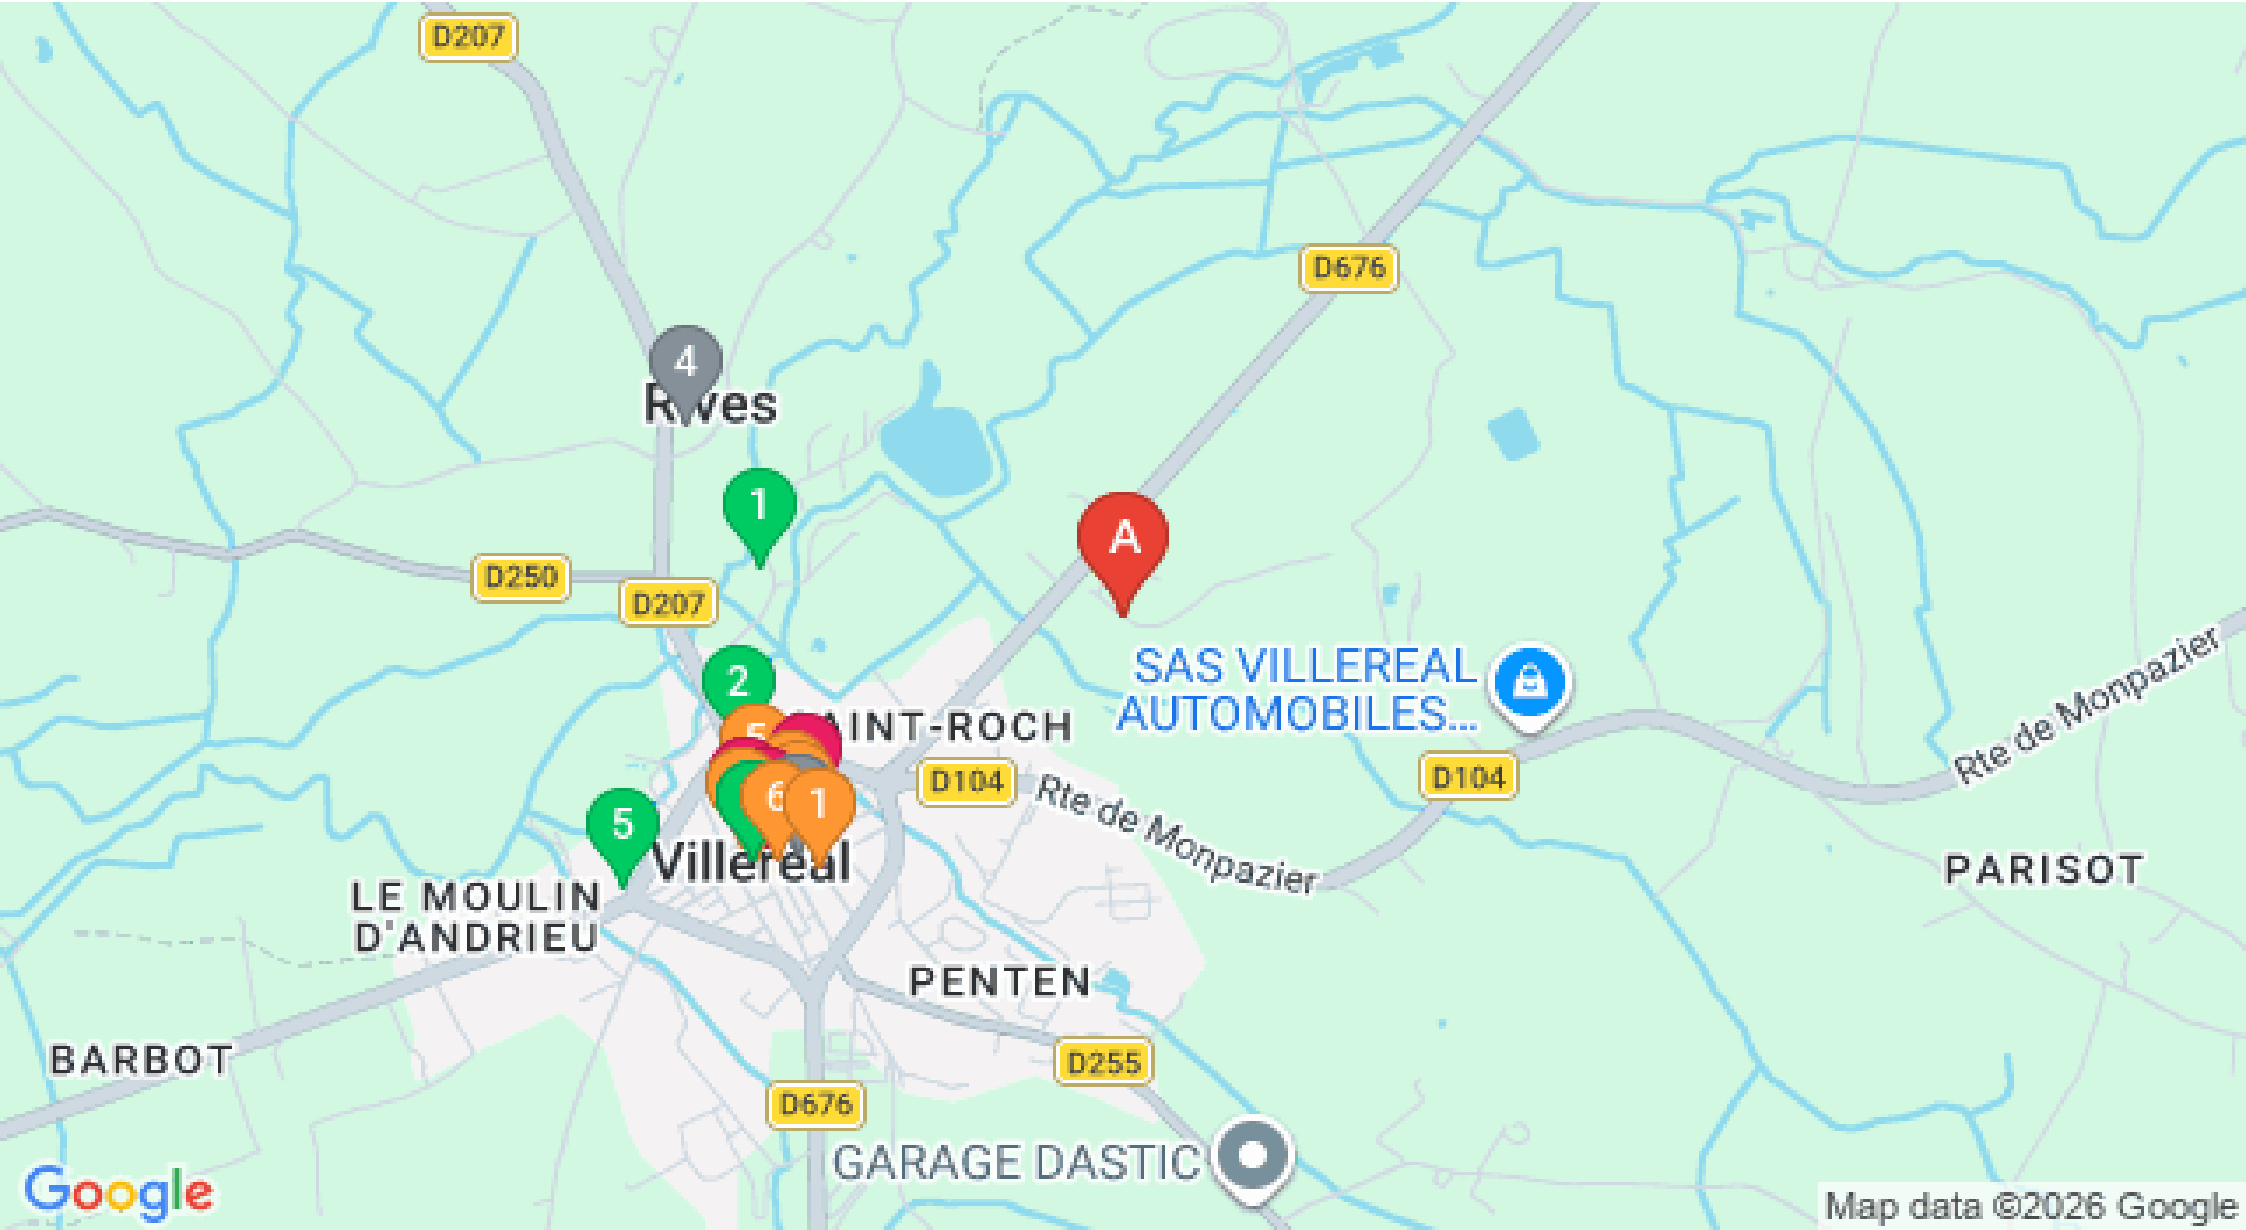 D207
D676
4
Rives
1
A
D250
D207
2
SAS VILLEREAL
AUTOMOBILES...
5
SAINT-ROCH
D104
D104
Rte de Monpazier
Rte de Monpazier
6
1
5
Villeréal
LE MOULIN
D'ANDRIEU
PARISOT
PENTEN
BARBOT
D255
D676
GARAGE DASTIC
Google
Map data ©2026 Google